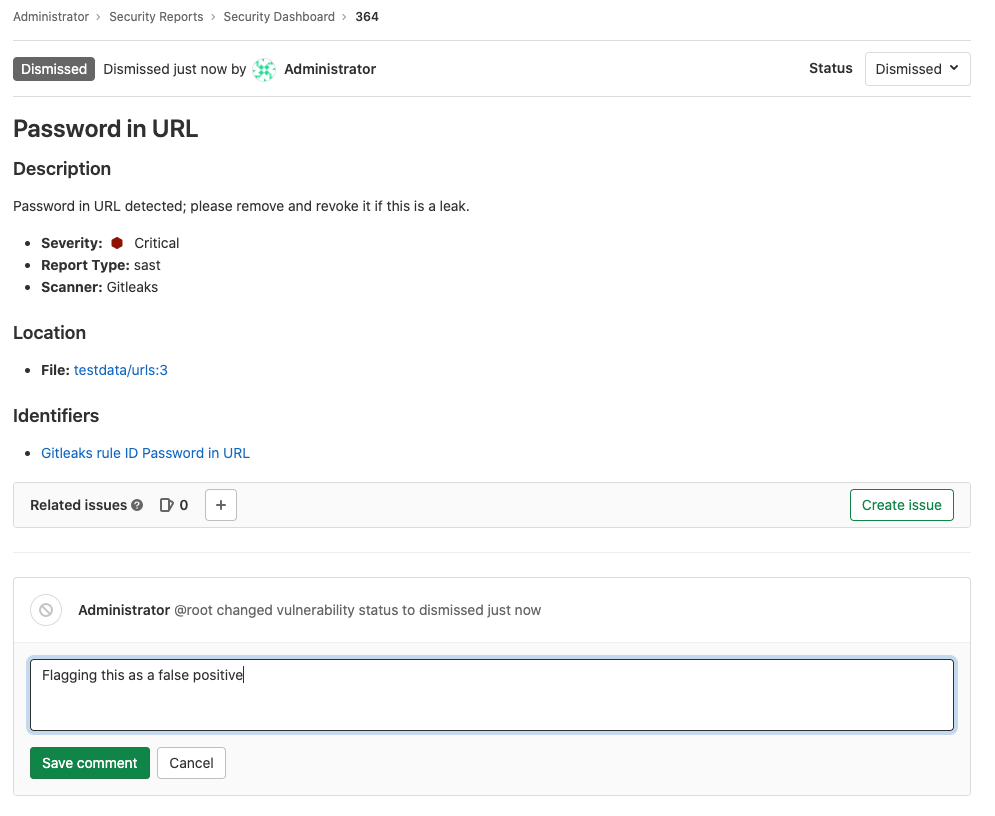 Administrator › Security Reports › Security Dashboard › 364
Dismissed Dismissed just now by Administrator Status Dismissed
Password in URL
Description
Password in URL detected; please remove and revoke it if this is a leak.
• Severity: Critical
• Report Type: sast
• Scanner: Gitleaks
Location
• File: testdata/urls:3
Identifiers
• Gitleaks rule ID Password in URL
Related issues ? 0 + Create issue
Administrator @root changed vulnerability status to dismissed just now
Flagging this as a false positive
Save comment Cancel